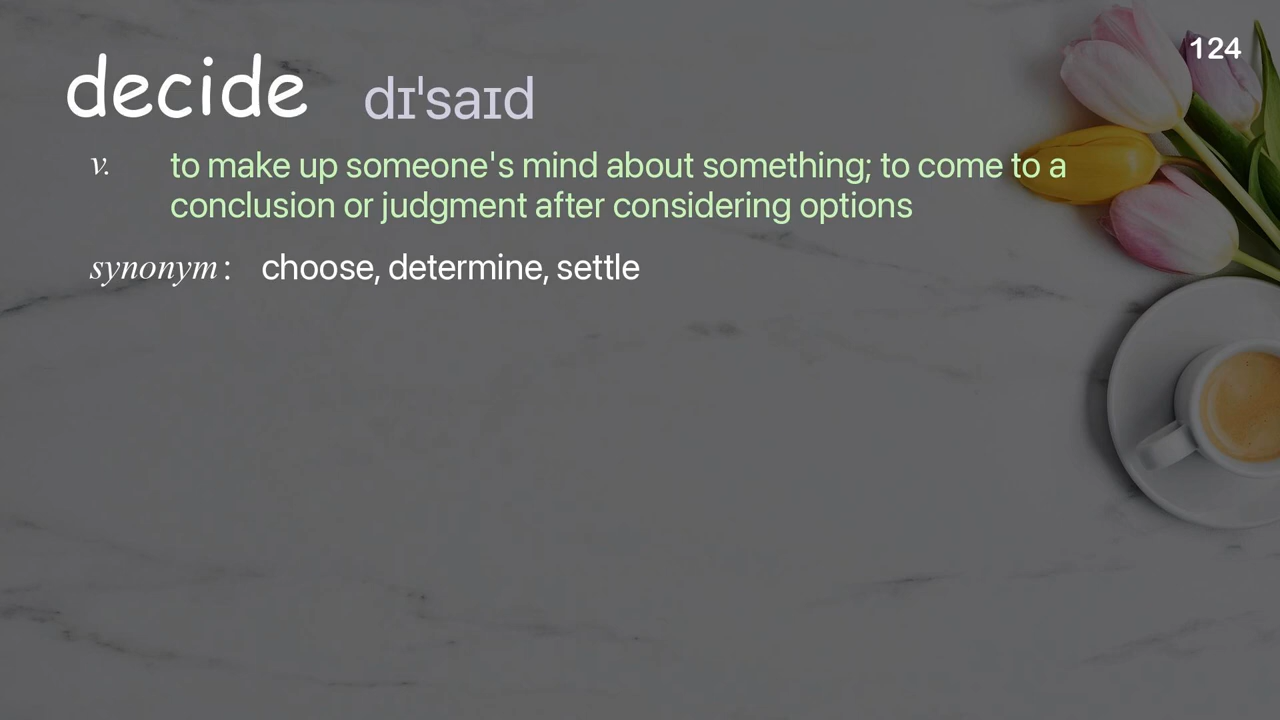 124
decide dɪˈsaɪd
v. to make up someone's mind about something; to come to a
conclusion or judgment after considering options
synonym: choose, determine, settle